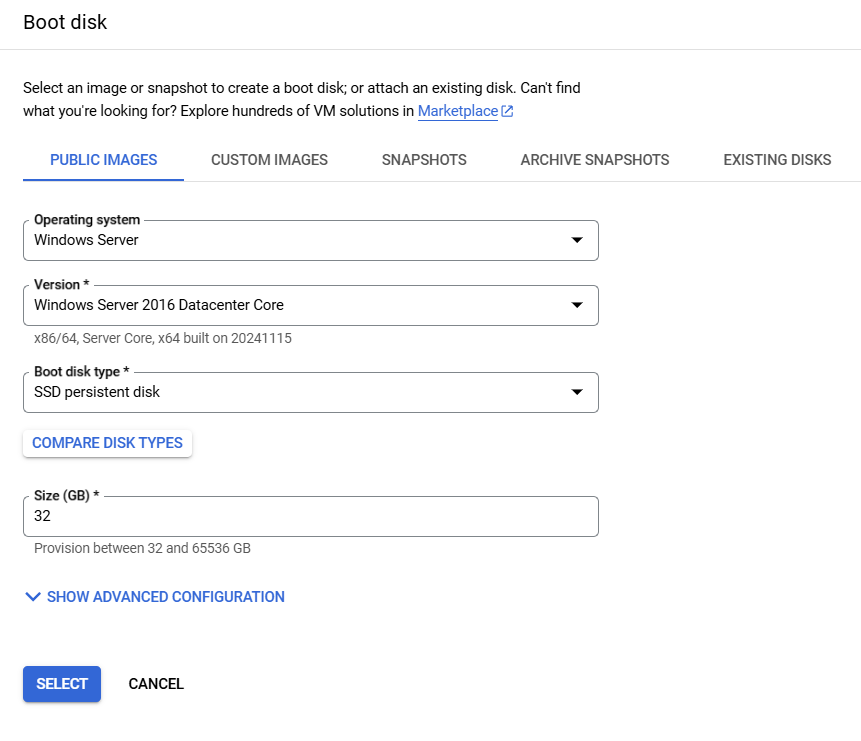 Boot disk
Select an image or snapshot to create a boot disk; or attach an existing disk. Can't find
what you're looking for? Explore hundreds of VM solutions in Marketplace
PUBLIC IMAGES CUSTOM IMAGES SNAPSHOTS ARCHIVE SNAPSHOTS EXISTING DISKS
Operating system
Windows Server
Version *
Windows Server 2016 Datacenter Core
x86/64, Server Core, x64 built on 20241115
Boot disk type *
SSD persistent disk
COMPARE DISK TYPES
Size (GB) *
32
Provision between 32 and 65536 GB
SHOW ADVANCED CONFIGURATION
SELECT CANCEL